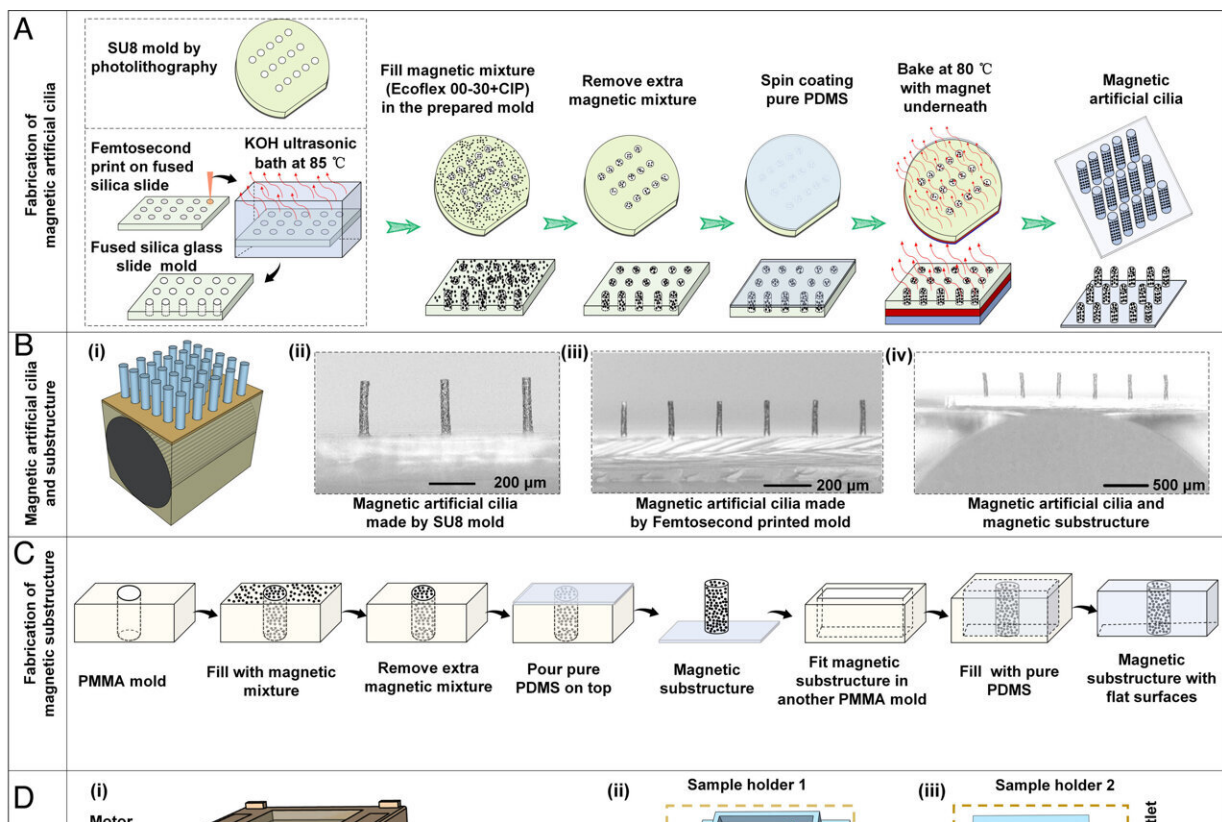 A
Fabrication of
magnetic artificial cilia
SU8 mold by
photolithography
Femtosecond
print on fused
silica slide
KOH ultrasonic
bath at 85 ℃
Fused silica glass
slide mold
Fill magnetic mixture
(Ecoflex 00-30+CIP)
in the prepared mold
Remove extra
magnetic mixture
Spin coating
pure PDMS
Bake at 80 ℃
with magnet
underneath
Magnetic
artificial cilia
B
Magnetic artificial cilia
and substructure
(i)
(ii)
200 μm
Magnetic artificial cilia
made by SU8 mold
(iii)
200 μm
Magnetic artificial cilia made
by Femtosecond printed mold
(iv)
500 μm
Magnetic artificial cilia and
magnetic substructure
C
Fabrication of
magnetic substructure
PMMA mold
Fill with magnetic
mixture
Remove extra
magnetic mixture
Pour pure
PDMS on top
Magnetic
substructure
Fit magnetic
substructure in
another PMMA mold
Fill with pure
PDMS
Magnetic
substructure with
flat surfaces
D
(i)
Motor
(ii)
Sample holder 1
(iii)
Sample holder 2